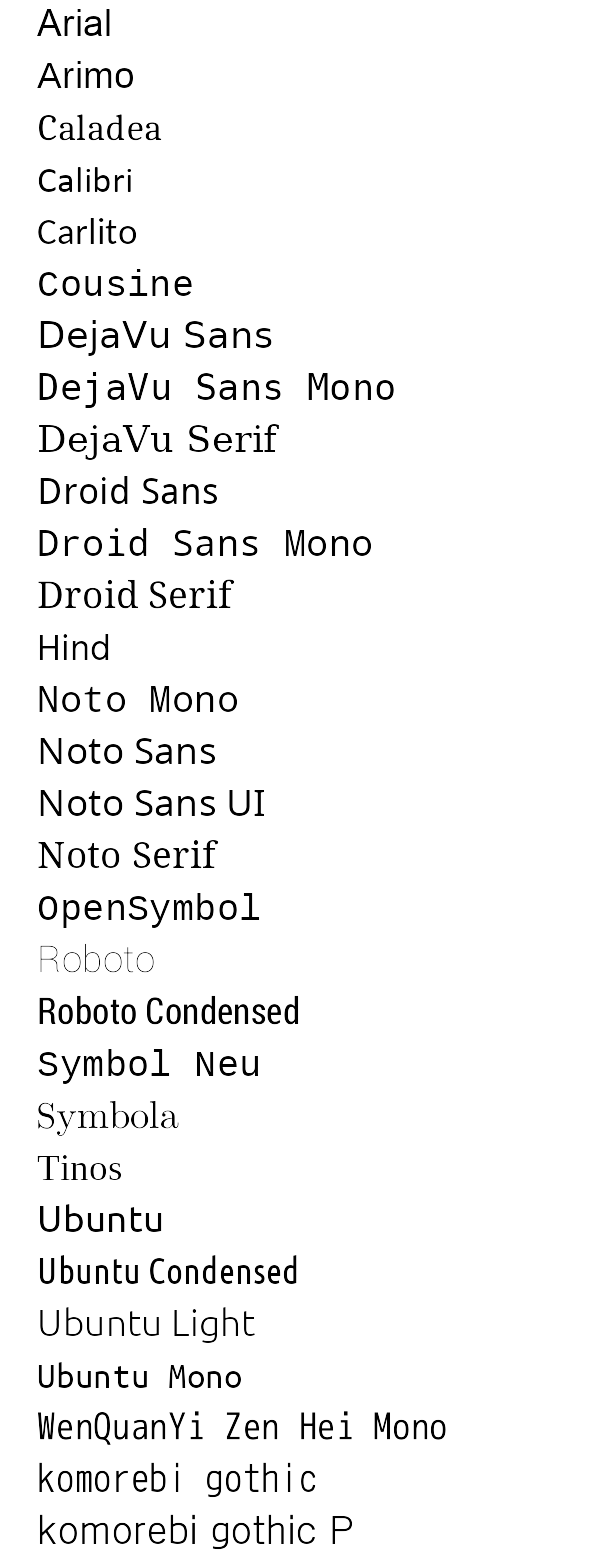 Arial
Arimo
Caladea
Calibri
Carlito
Cousine
DejaVu Sans
DejaVu Sans Mono
DejaVu Serif
Droid Sans
Droid Sans Mono
Droid Serif
Hind
Noto Mono
Noto Sans
Noto Sans UI
Noto Serif
OpenSymbol
Roboto
Roboto Condensed
Symbol Neu
Symbola
Tinos
Ubuntu
Ubuntu Condensed
Ubuntu Light
Ubuntu Mono
WenQuanYi Zen Hei Mono
komorebi gothic
komorebi gothic P